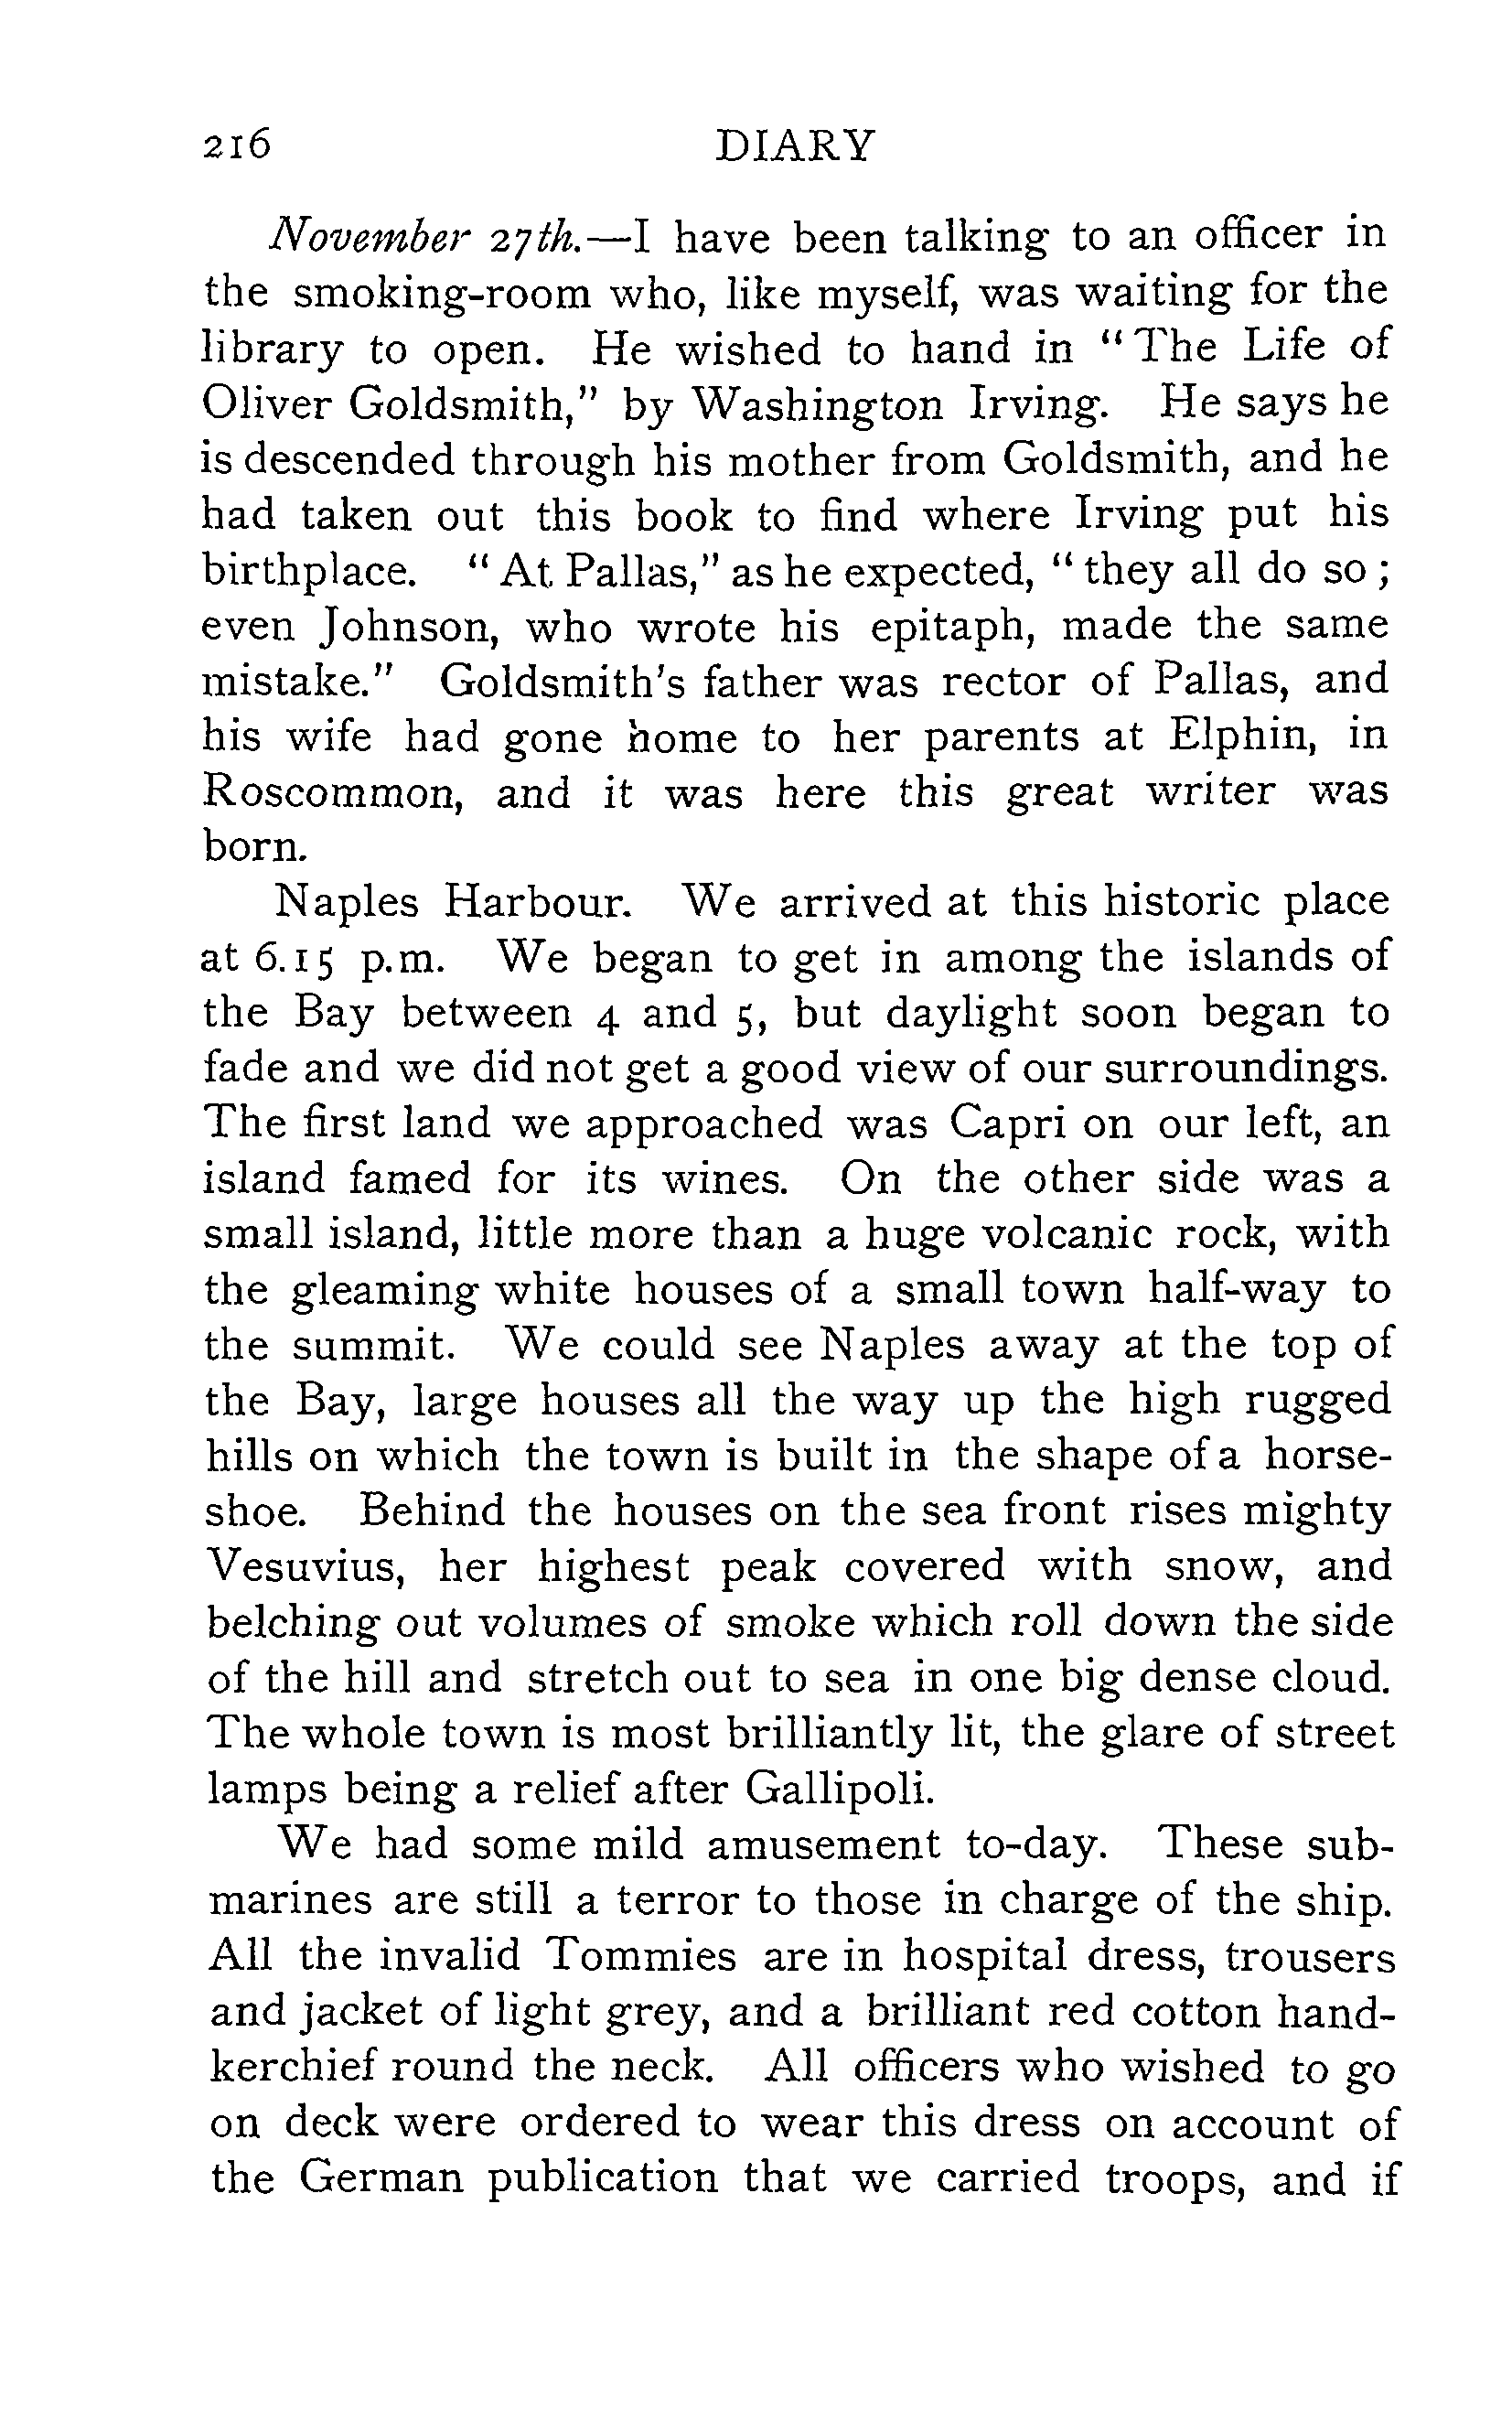 216 DIARY
November 27th.—I have been talking to an officer in
the smoking-room who, like myself, was waiting for the
library to open. He wished to hand in "The Life of
Oliver Goldsmith," by Washington Irving. He says he
is descended through his mother from Goldsmith, and he
had taken out this book to find where Irving put his
birthplace. "At Pallas," as he expected, "they all do so;
even Johnson, who wrote his epitaph, made the same
mistake." Goldsmith's father was rector of Pallas, and
his wife had gone home to her parents at Elphin, in
Roscommon, and it was here this great writer was
born.
Naples Harbour. We arrived at this historic place
at 6.15 p.m. We began to get in among the islands of
the Bay between 4 and 5, but daylight soon began to
fade and we did not get a good view of our surroundings.
The first land we approached was Capri on our left, an
island famed for its wines. On the other side was a
small island, little more than a huge volcanic rock, with
the gleaming white houses of a small town half-way to
the summit. We could see Naples away at the top of
the Bay, large houses all the way up the high rugged
hills on which the town is built in the shape of a horse-
shoe. Behind the houses on the sea front rises mighty
Vesuvius, her highest peak covered with snow, and
belching out volumes of smoke which roll down the side
of the hill and stretch out to sea in one big dense cloud.
The whole town is most brilliantly lit, the glare of street
lamps being a relief after Gallipoli.
We had some mild amusement to-day. These sub-
marines are still a terror to those in charge of the ship.
All the invalid Tommies are in hospital dress, trousers
and jacket of light grey, and a brilliant red cotton hand-
kerchief round the neck. All officers who wished to go
on deck were ordered to wear this dress on account of
the German publication that we carried troops, and if